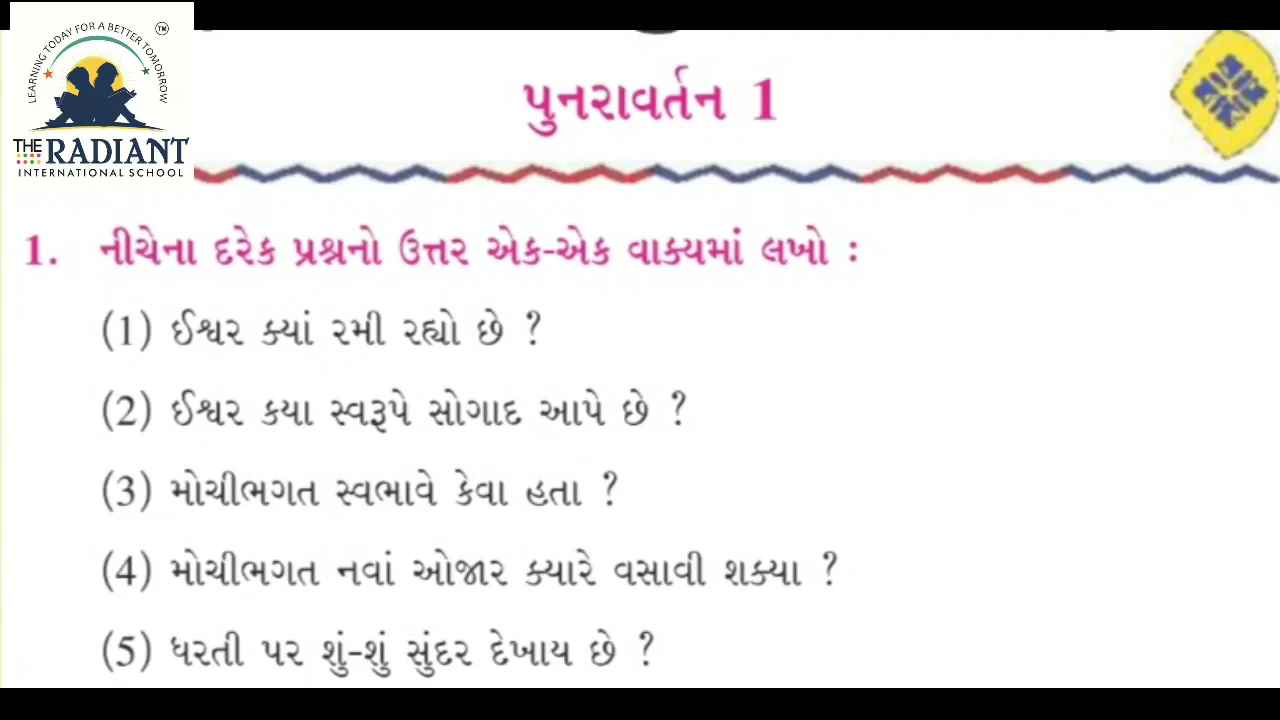 LEARNING TODAY FOR A BETTER TOMORROW
TM
THE RADIANT
INTERNATIONAL SCHOOL
પુનરાવર્તન 1
1. નીચેના દરેક પ્રશ્નનો ઉત્તર એક-એક વાક્યમાં લખો :
(1) ઈશ્વર ક્યાં રમી રહ્યો છે ?
(2) ઈશ્વર કયા સ્વરૂપે સોગાદ આપે છે ?
(3) મોચીભગત સ્વભાવે કેવા હતા ?
(4) મોચીભગત નવાં ઓજાર ક્યારે વસાવી શક્યા ?
(5) ધરતી પર શું-શું સુંદર દેખાય છે ?